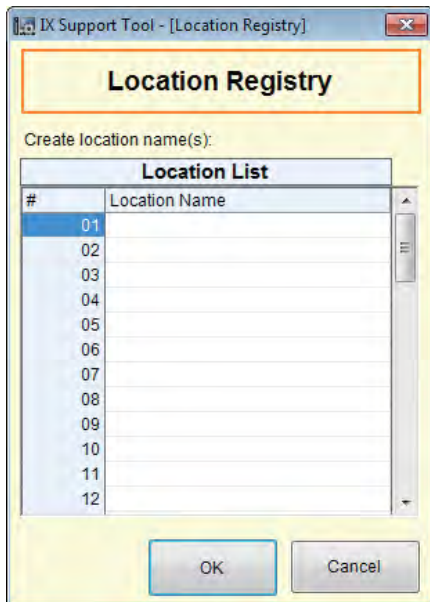 IX Support Tool - [Location Registry]
Location Registry
Create location name(s):
Location List
# Location Name
01
02
03
04
05
06
07
08
09
10
11
12
OK Cancel